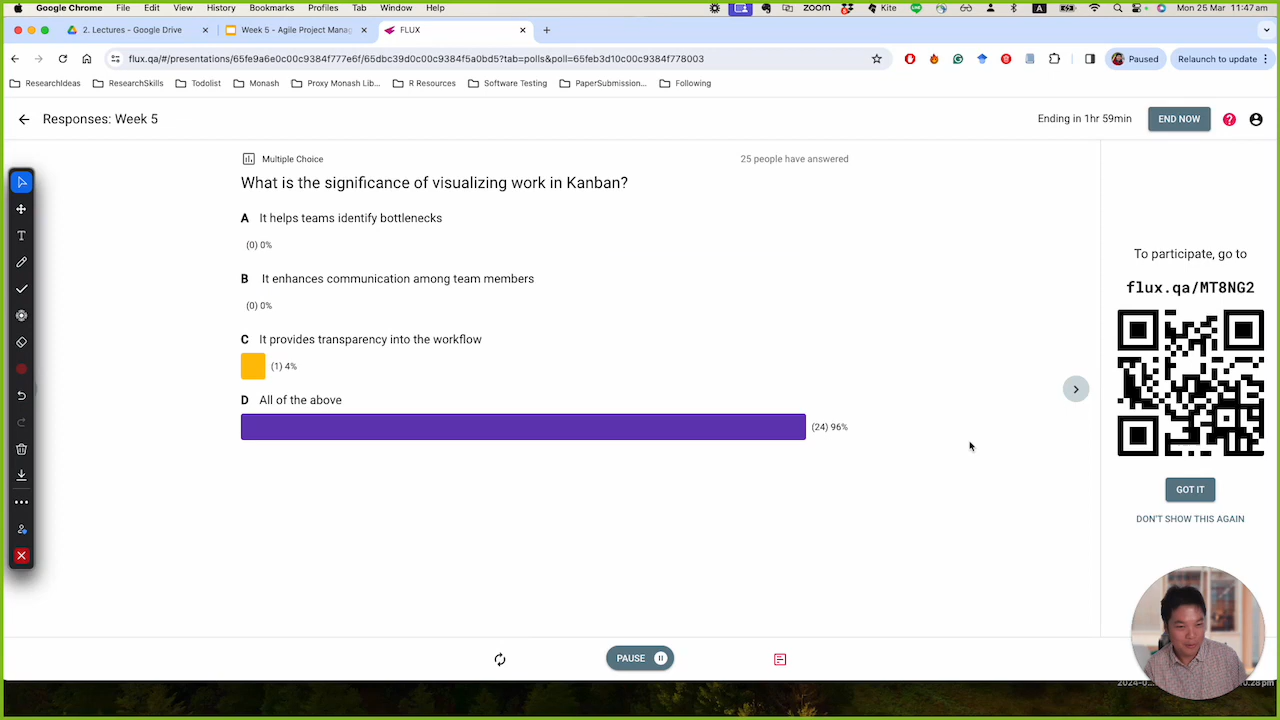 Google Chrome File Edit View History Bookmarks Profiles Tab Window Help zoom Kite A Mon 25 Mar 11:47 am
2. Lectures - Google Drive Week 5 - Agile Project Manag FLUX
flux.qa/#/presentations/65fe9a6e0c00c9384f777e6f/65dbc39d0c00c9384f5a0bd5?tab=polls&poll=65feb3d10c00c9384f778003 Paused Relaunch to update
ResearchIdeas ResearchSkills Todolist Monash Proxy Monash Lib... R Resources Software Testing PaperSubmission... Following
Responses: Week 5 Ending in 1hr 59min END NOW
Multiple Choice 25 people have answered
What is the significance of visualizing work in Kanban?
A It helps teams identify bottlenecks
(0) 0%
B It enhances communication among team members
(0) 0%
C It provides transparency into the workflow
(1) 4%
D All of the above
(24) 96%
To participate, go to
flux.qa/MT8NG2
GOT IT
DON'T SHOW THIS AGAIN
PAUSE